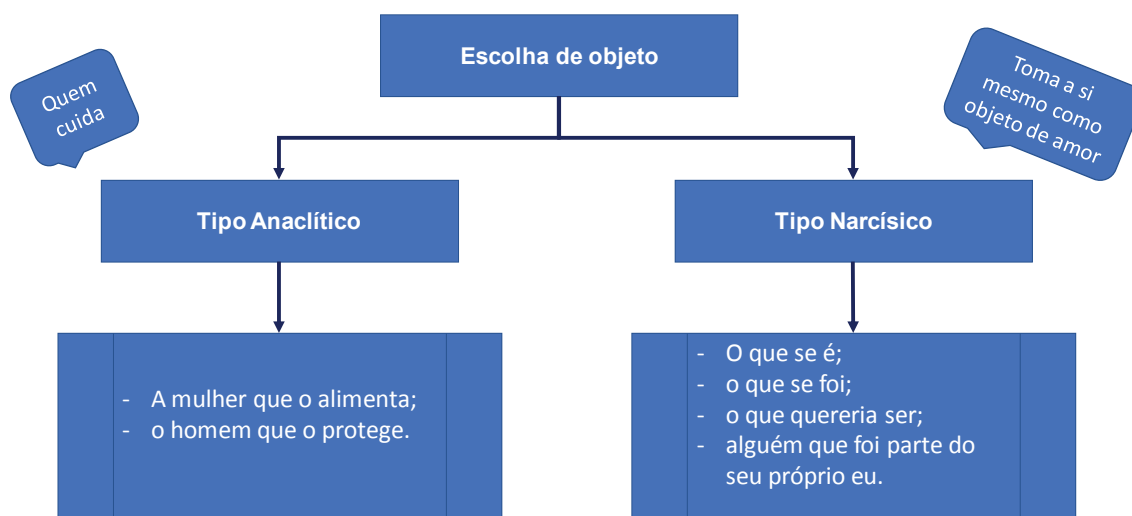 Escolha de objeto
Quem
cuida
Toma a si
mesmo como
objeto de amor
Tipo Anaclítico
Tipo Narcísico
- A mulher que o alimenta;
- o homem que o protege.
- O que se é;
- o que se foi;
- o que quereria ser;
- alguém que foi parte do
seu próprio eu.